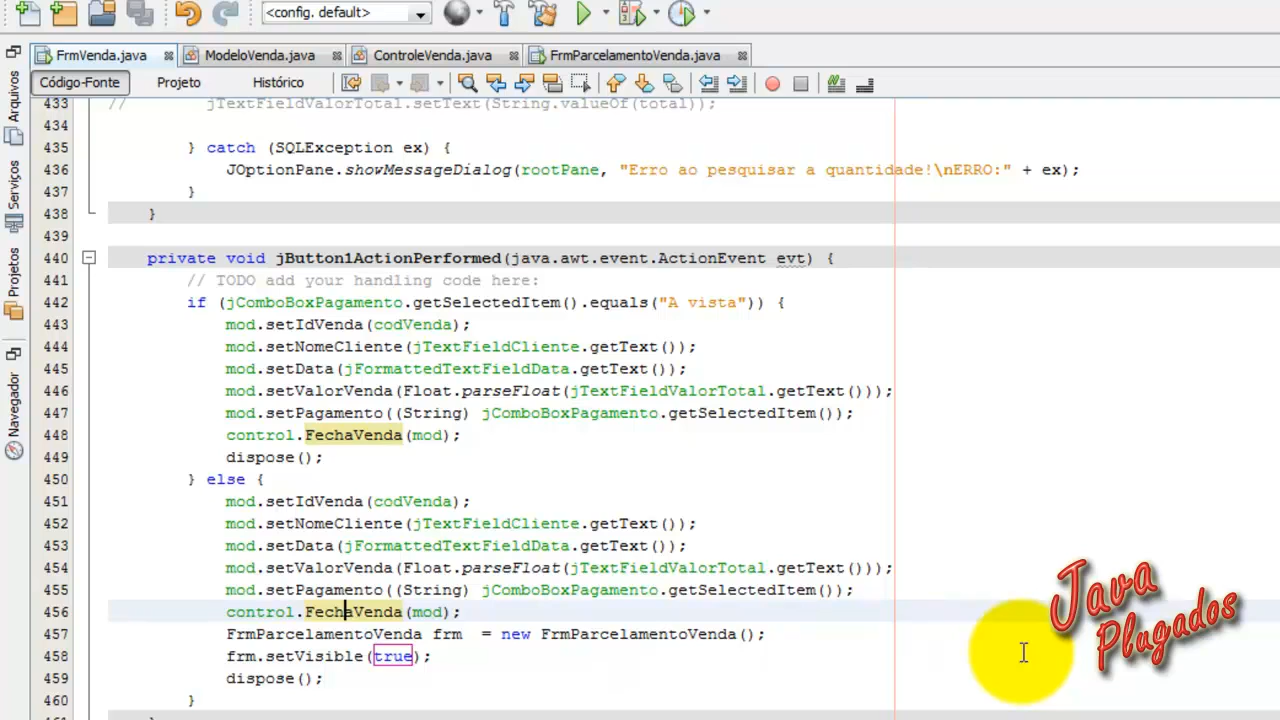 <config. default>
FrmVenda.java
ModeloVenda.java
ControleVenda.java
FrmParcelamentoVenda.java
Código-Fonte
Projeto
Histórico
Arquivos
Serviços
Projetos
Navegador
433 // jTextFieldValorTotal.setText(String.valueOf(total));
434
435 } catch (SQLException ex) {
436 JOptionPane.showMessageDialog(rootPane, "Erro ao pesquisar a quantidade!\nERRO:" + ex);
437 }
438 }
439
440 private void jButton1ActionPerformed(java.awt.event.ActionEvent evt) {
441 // TODO add your handling code here:
442 if (jComboBoxPagamento.getSelectedItem().equals("A vista")) {
443 mod.setIdVenda(codVenda);
444 mod.setNomeCliente(jTextFieldCliente.getText());
445 mod.setData(jFormattedTextFieldData.getText());
446 mod.setValorVenda(Float.parseFloat(jTextFieldValorTotal.getText()));
447 mod.setPagamento((String) jComboBoxPagamento.getSelectedItem());
448 control.FechaVenda(mod);
449 dispose();
450 } else {
451 mod.setIdVenda(codVenda);
452 mod.setNomeCliente(jTextFieldCliente.getText());
453 mod.setData(jFormattedTextFieldData.getText());
454 mod.setValorVenda(Float.parseFloat(jTextFieldValorTotal.getText()));
455 mod.setPagamento((String) jComboBoxPagamento.getSelectedItem());
456 control.FechaVenda(mod);
457 FrmParcelamentoVenda frm  = new FrmParcelamentoVenda();
458 frm.setVisible(true);
459 dispose();
460 }
461 }
Java
Plugados